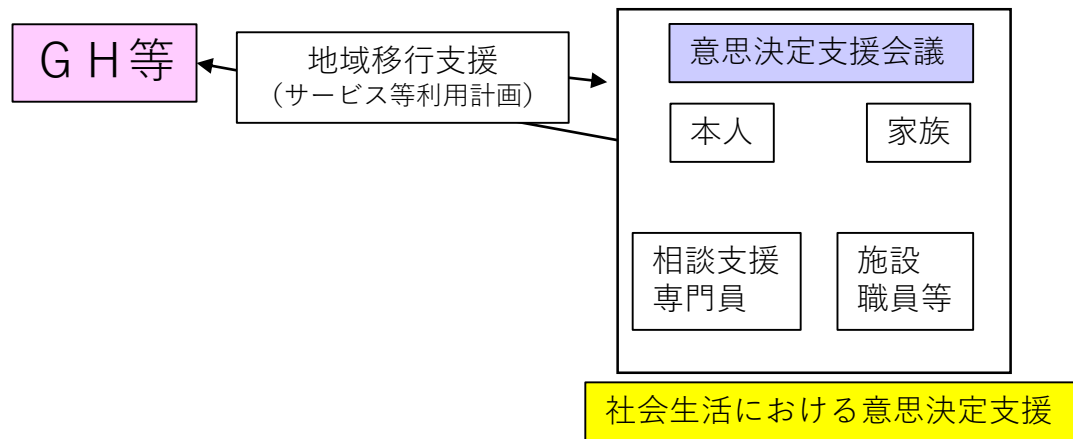 ＧＨ等
地域移行支援
（サービス等利用計画）
意思決定支援会議
本人
家族
相談支援
専門員
施設
職員等
社会生活における意思決定支援